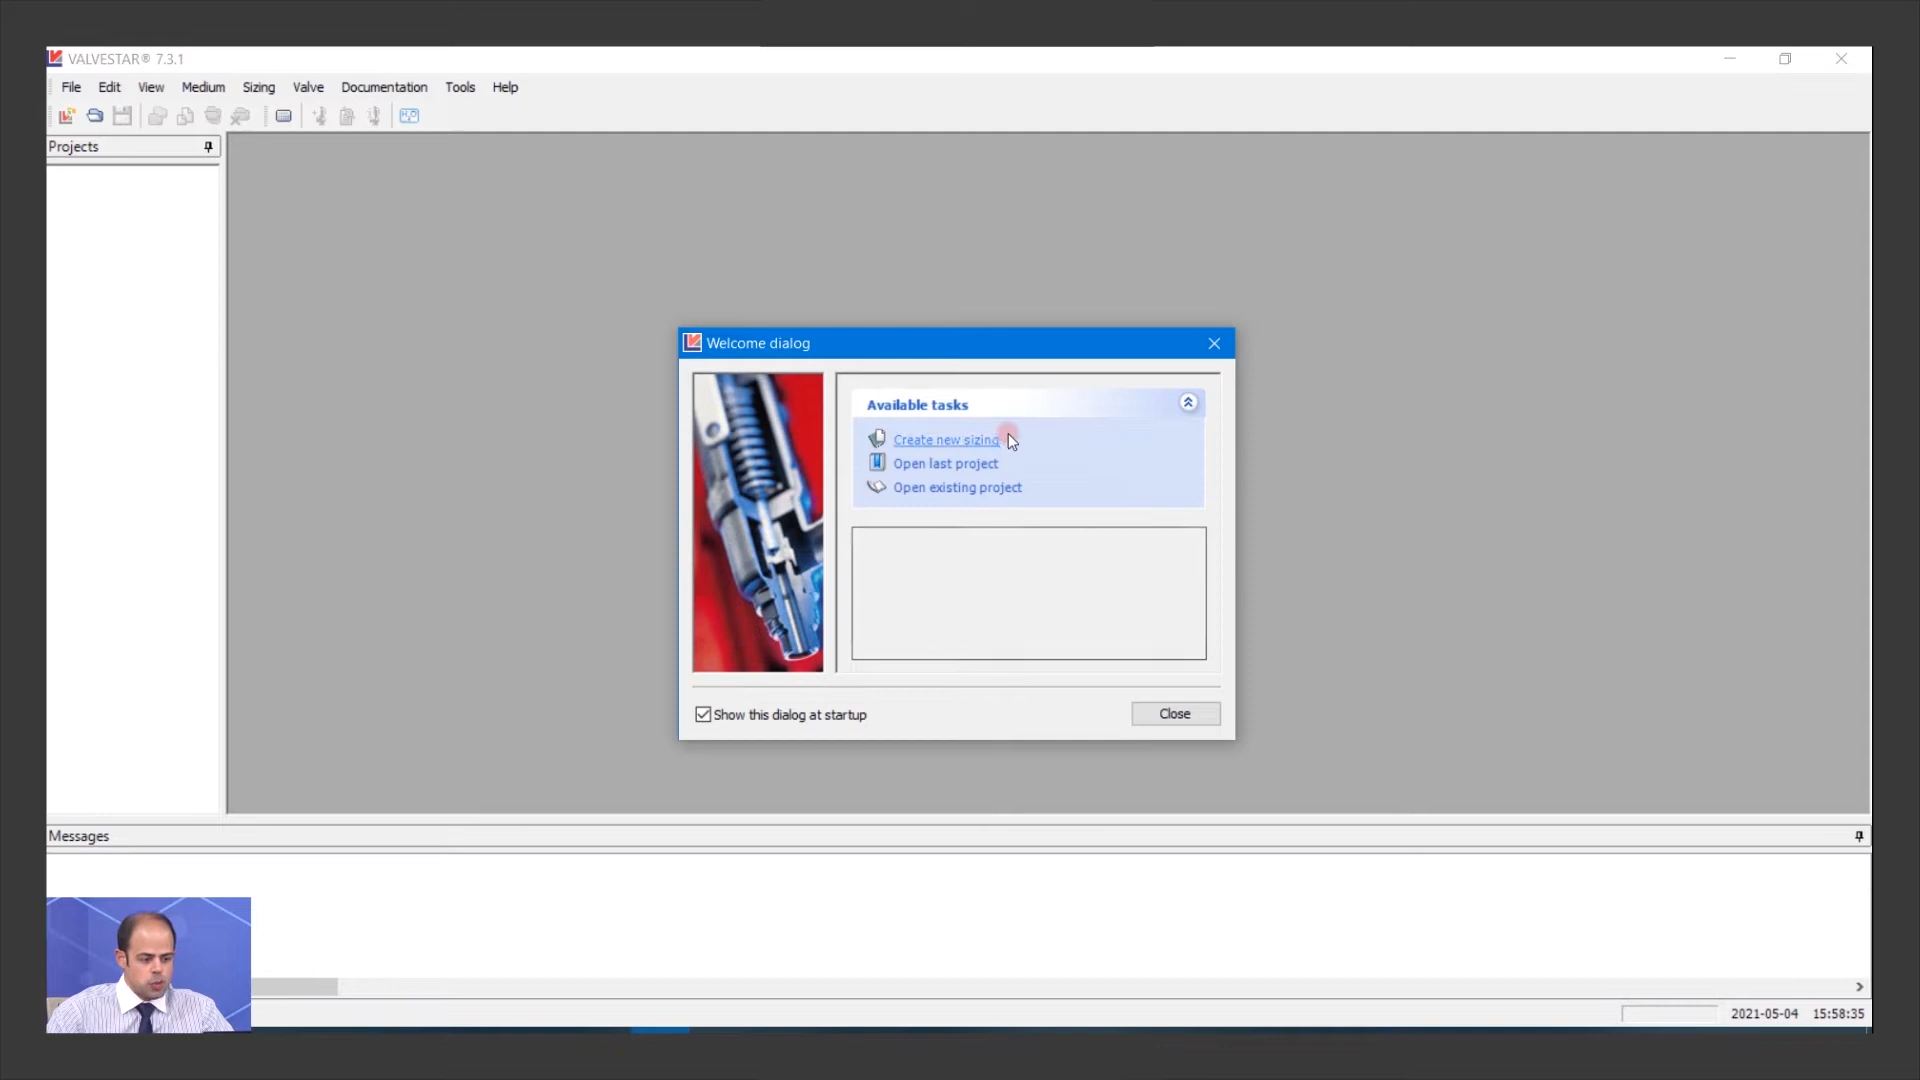 VALVESTAR® 7.3.1
File Edit View Medium Sizing Valve Documentation Tools Help
Projects
Welcome dialog
Available tasks
Create new sizing
Open last project
Open existing project
Show this dialog at startup
Close
Messages
2021-05-04 15:58:35